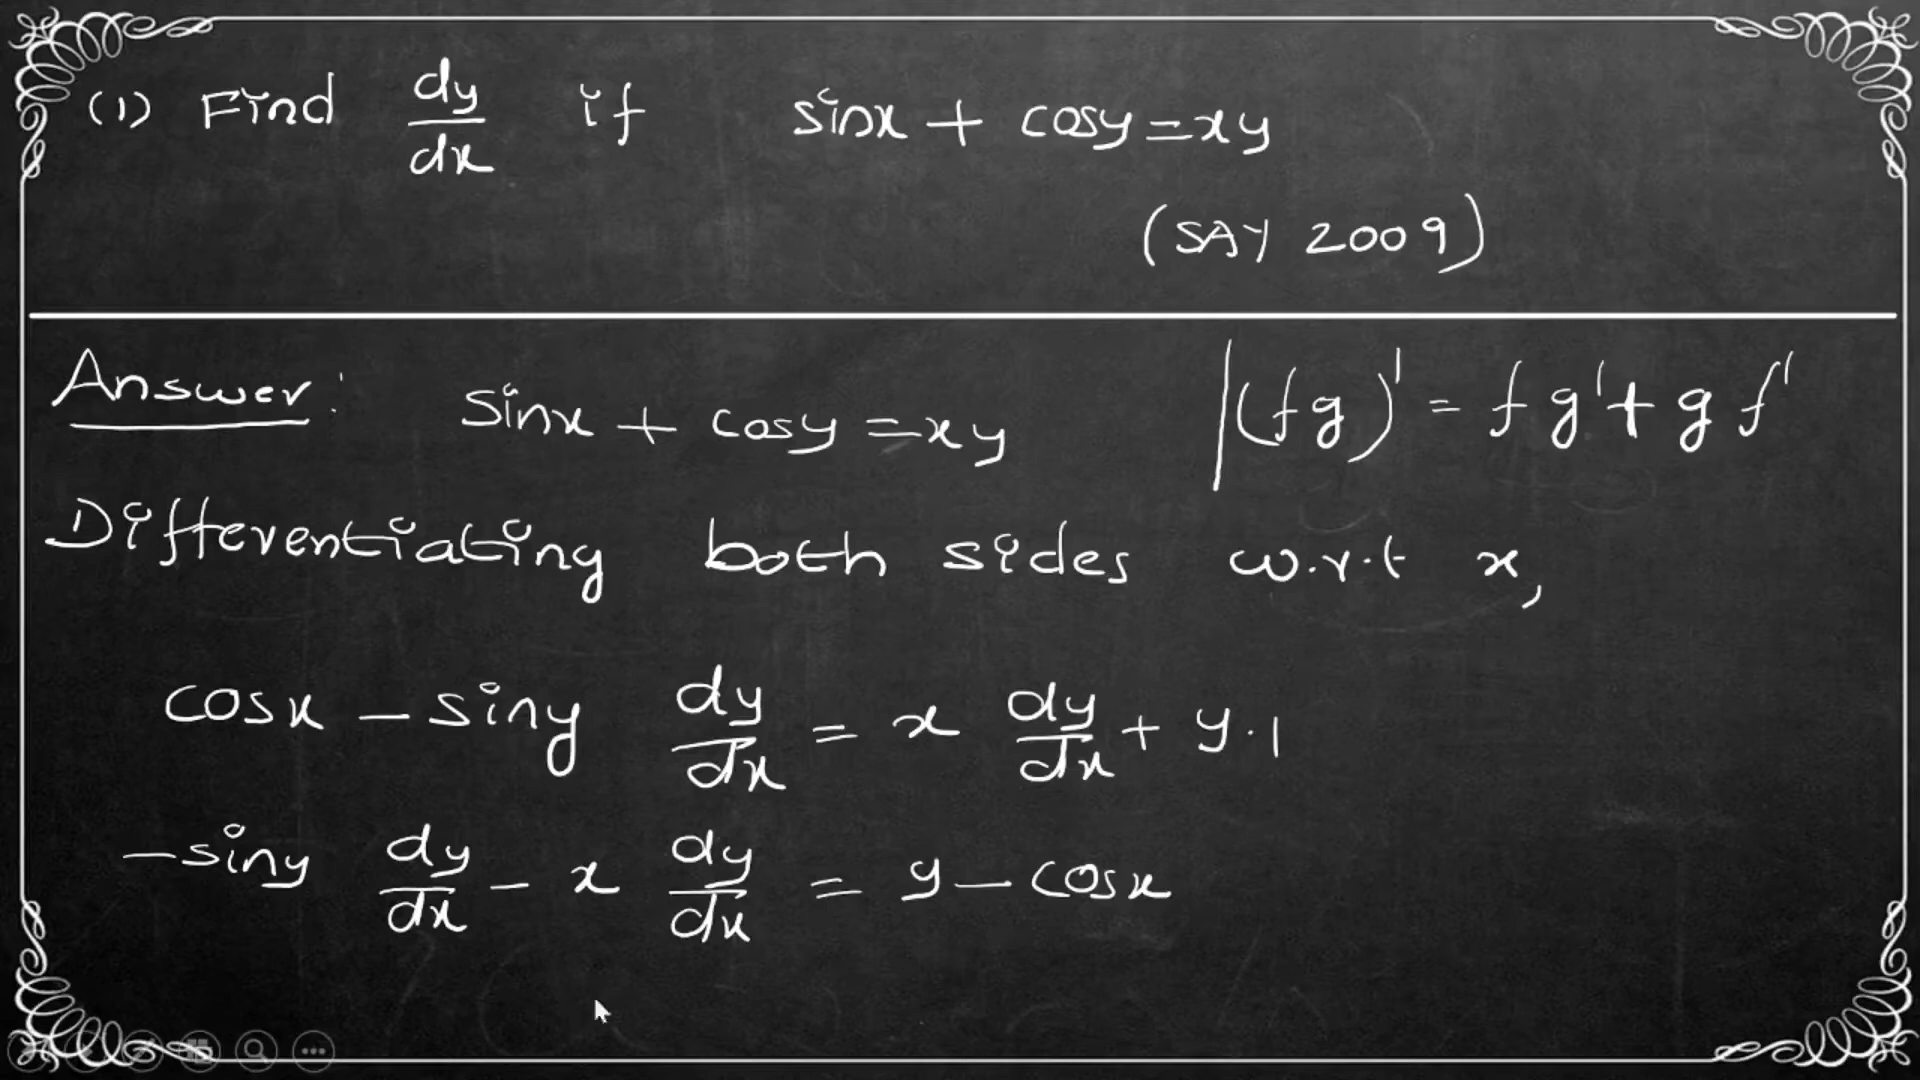 (1) Find dy/dx if sinx + cosy = xy
(SAY 2009)
Answer: sinx + cosy = xy |(fg)' = fg' + gf'
Differentiating both sides w.r.t x,
cosx - siny dy/dx = x dy/dx + y.1
-siny dy/dx - x dy/dx = y - cosx